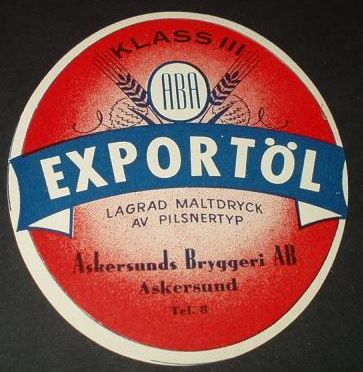 KLASS III
ABA
EXPORTÖL
LAGRAD MALTDRYCK
AV PILSNERTYP
Askersunds Bryggeri AB
Askersund
Tel. 8